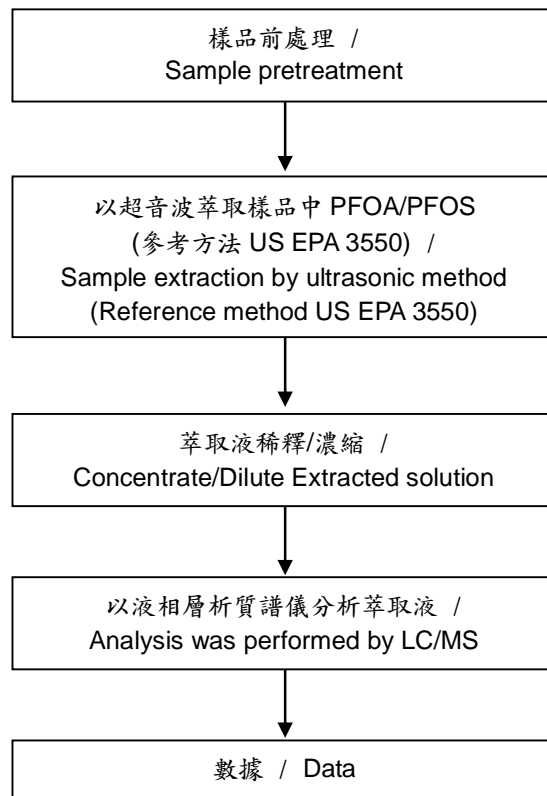 樣品前處理 /
Sample pretreatment
以超音波萃取樣品中 PFOA/PFOS
(參考方法 US EPA 3550) /
Sample extraction by ultrasonic method
(Reference method US EPA 3550)
萃取液稀釋/濃縮 /
Concentrate/Dilute Extracted solution
以液相層析質譜儀分析萃取液 /
Analysis was performed by LC/MS
數據 / Data